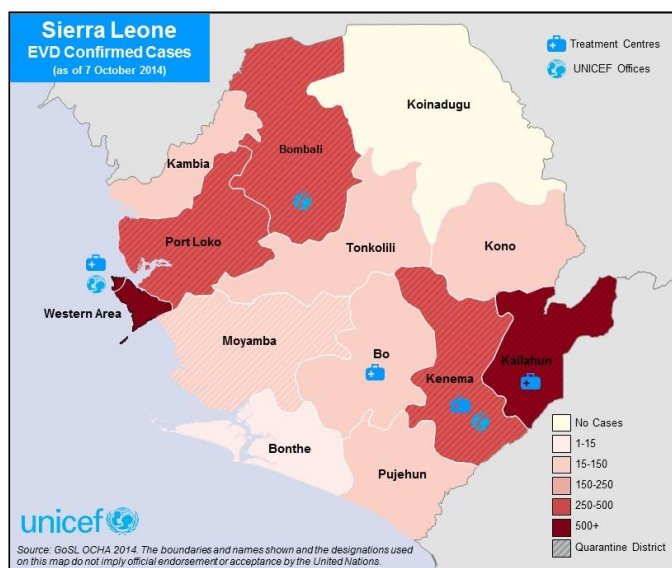 Sierra Leone
EVD Confirmed Cases
(as of 7 October 2014)
Treatment Centres
UNICEF Offices
Koinadugu
Bombali
Kambia
Port Loko
Tonkolili
Kono
Western Area
Moyamba
Bo
Kenema
Kailahun
Bonthe
Pujehun
No Cases
1-15
15-150
150-250
250-500
500+
Quarantine District
unicef
Source: GoSL OCHA 2014. The boundaries and names shown and the designations used
on this map do not imply official endorsement or acceptance by the United Nations.